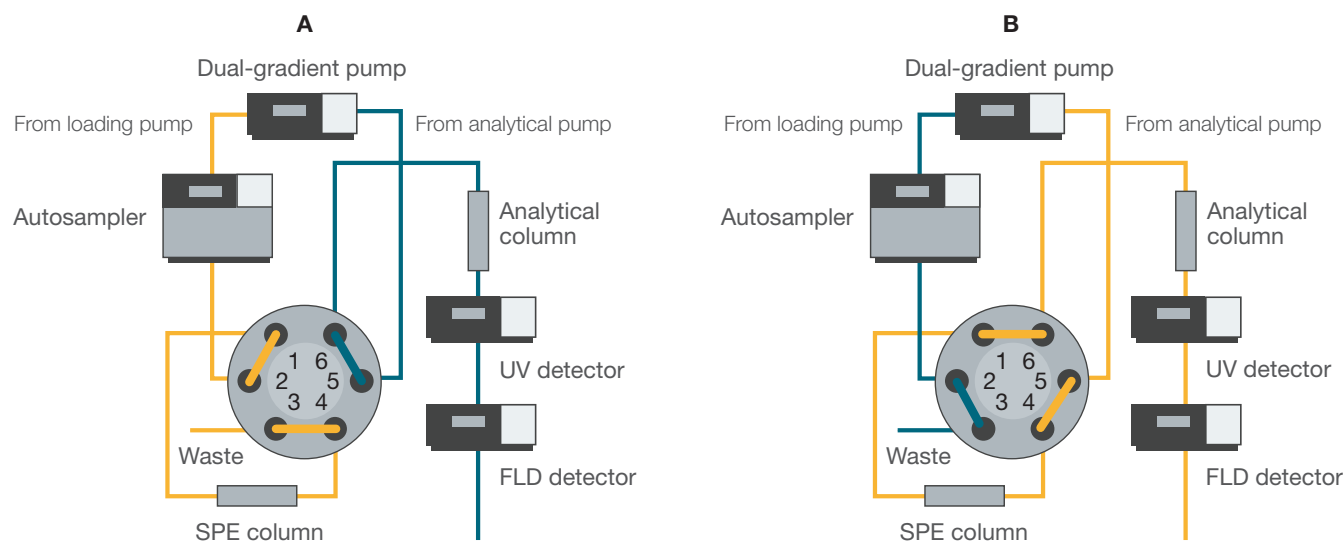 A
Dual-gradient pump
From loading pump
From analytical pump
Autosampler
Analytical
column
1 6
2 5
3 4
UV detector
Waste
FLD detector
SPE column
B
Dual-gradient pump
From loading pump
From analytical pump
Autosampler
Analytical
column
1 6
2 5
3 4
UV detector
Waste
FLD detector
SPE column